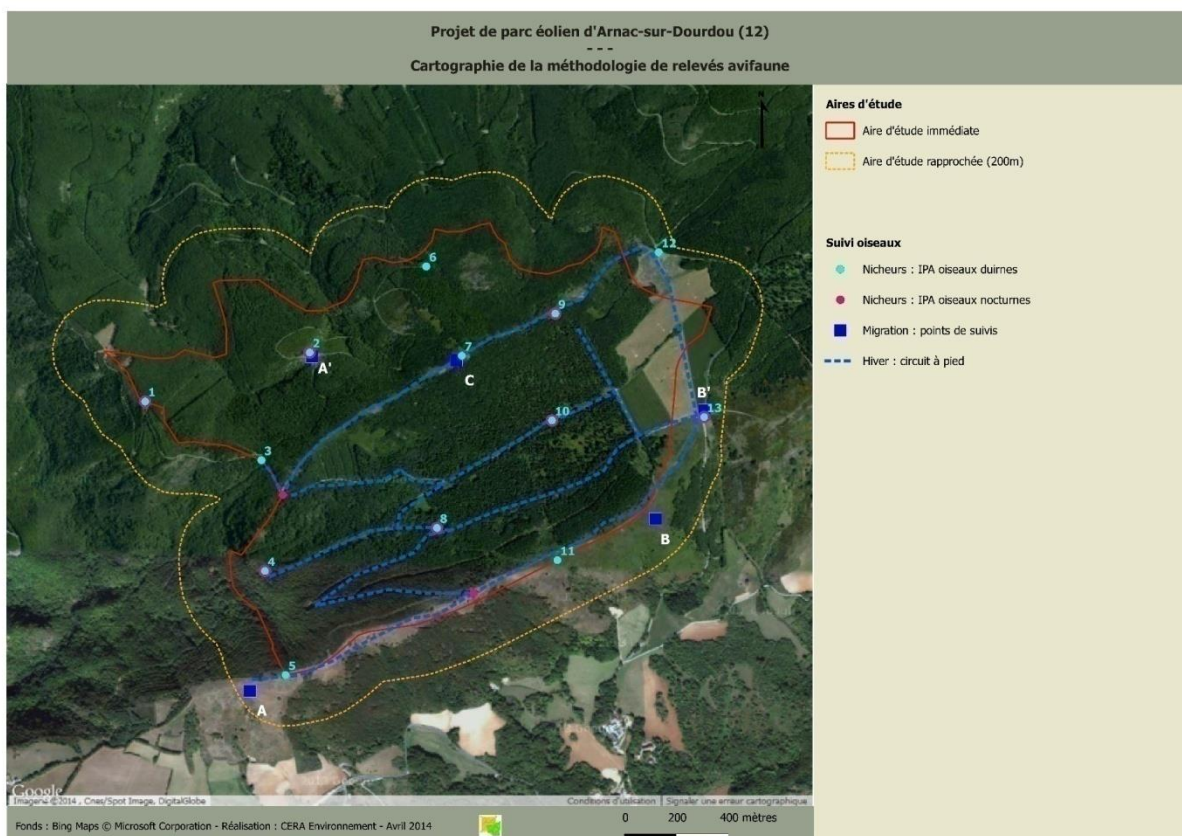 Projet de parc éolien d'Arnac-sur-Dourdou (12)
- - -
Cartographie de la méthodologie de relevés avifaune
N
Aires d'étude
Aire d'étude immédiate
Aire d'étude rapprochée (200m)
Suivi oiseaux
Nicheurs : IPA oiseaux duirnes
Nicheurs : IPA oiseaux nocturnes
Migration : points de suivis
Hiver : circuit à pied
12
6
9
2
A'
7
C
1
B'
13
10
3
8
B
4
11
5
A
Google
Imagerie ©2014 , Cnes/Spot Image, DigitalGlobe
Conditions d'utilisation | Signaler une erreur cartographique
Fonds : Bing Maps © Microsoft Corporation - Réalisation : CERA Environnement - Avril 2014
0 200 400 mètres